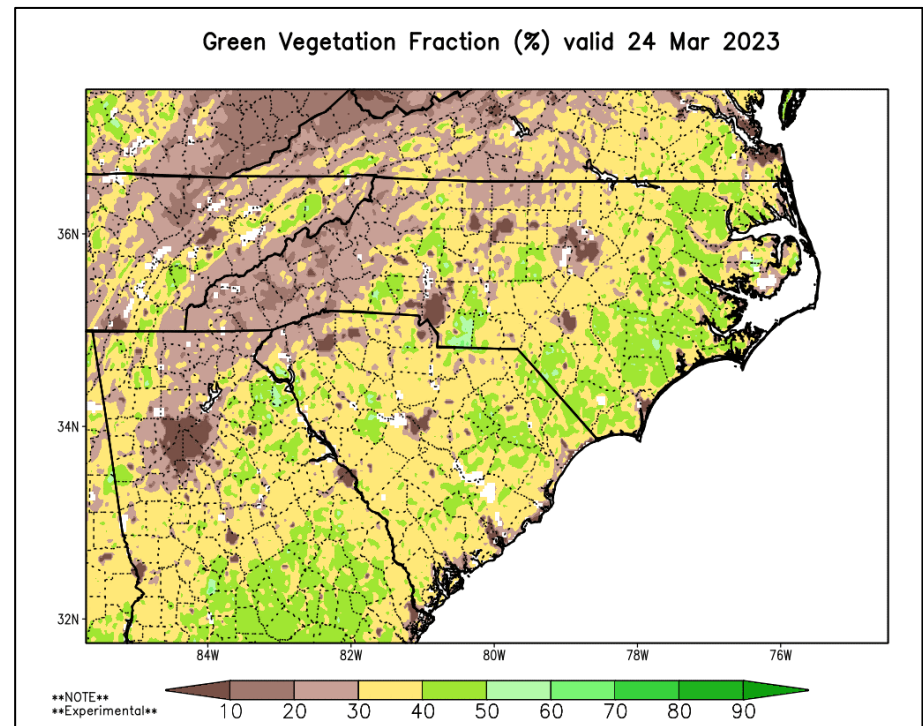 Green Vegetation Fraction (%) valid 24 Mar 2023
36N
34N
32N
84W 82W 80W 78W 76W
**NOTE**
**Experimental**
10 20 30 40 50 60 70 80 90